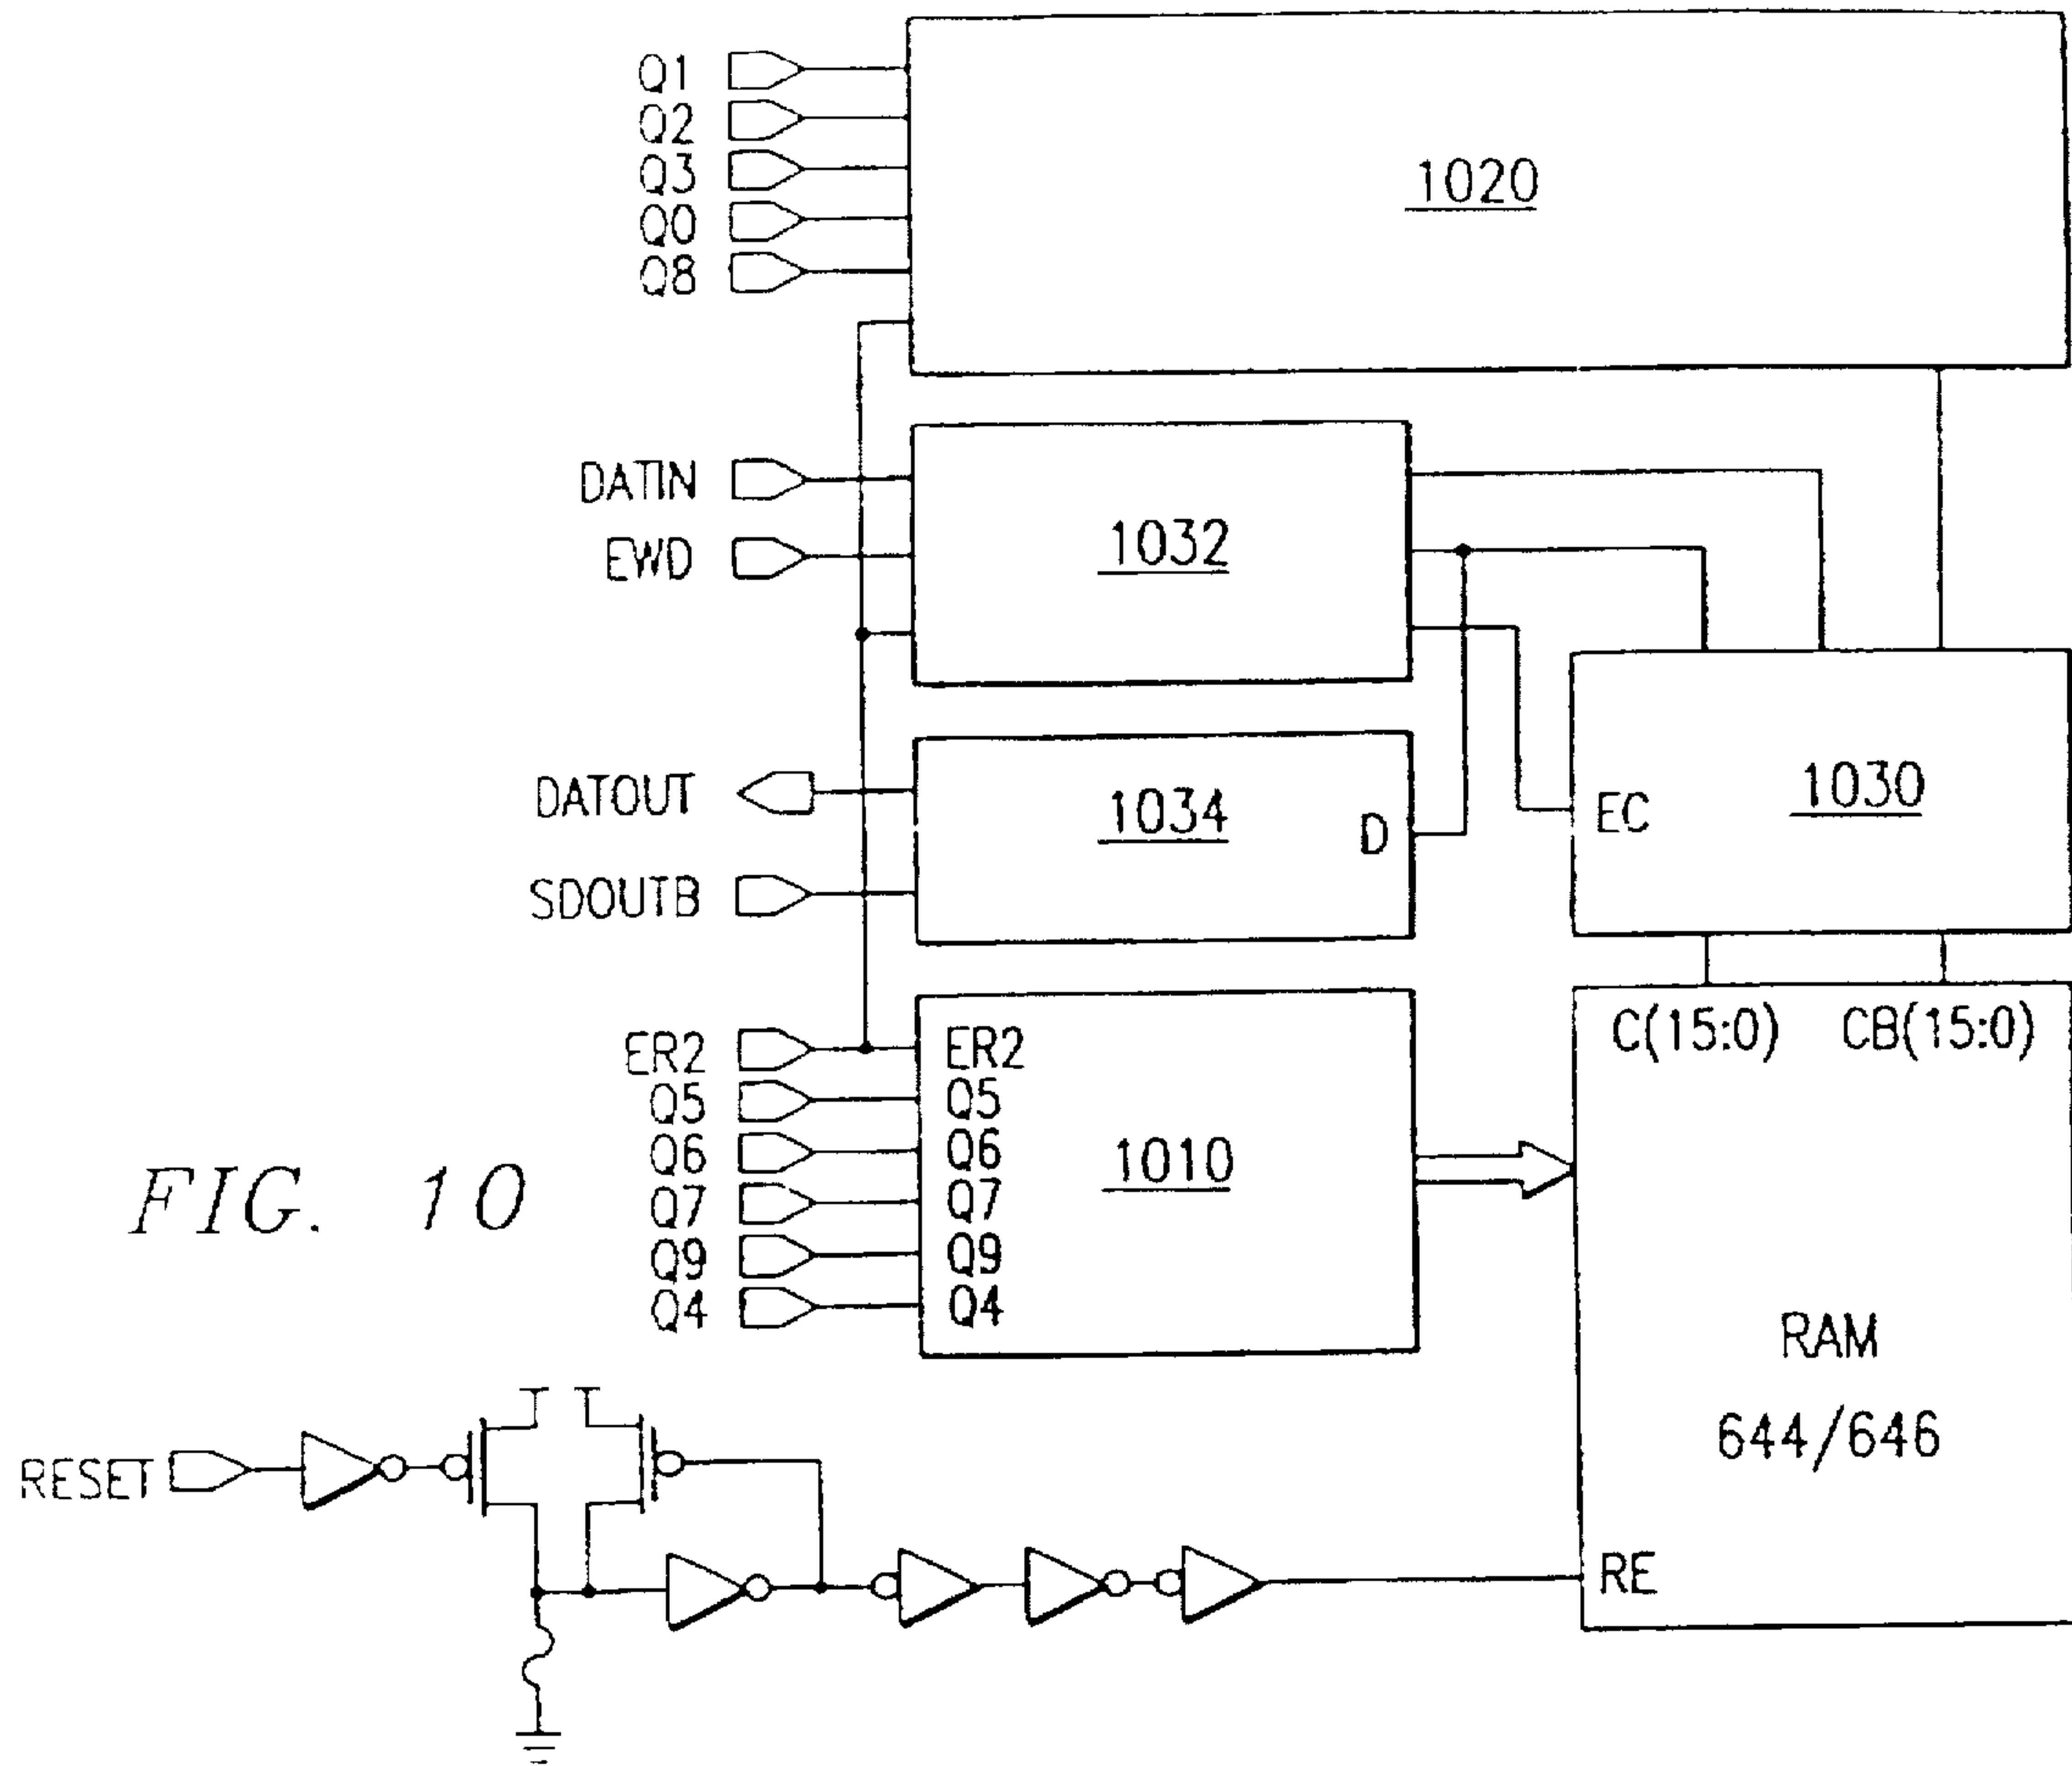 Q1
Q2
Q3
Q0
Q8
1020
DATIN
EWD
1032
DATOUT
SDOUTB
1034
D
EC
1030
ER2
Q5
Q6
Q7
Q9
Q4
ER2
Q5
Q6
Q7
Q9
Q4
1010
C(15:0) CB(15:0)
RAM
644/646
RE
RESET
FIG. 10